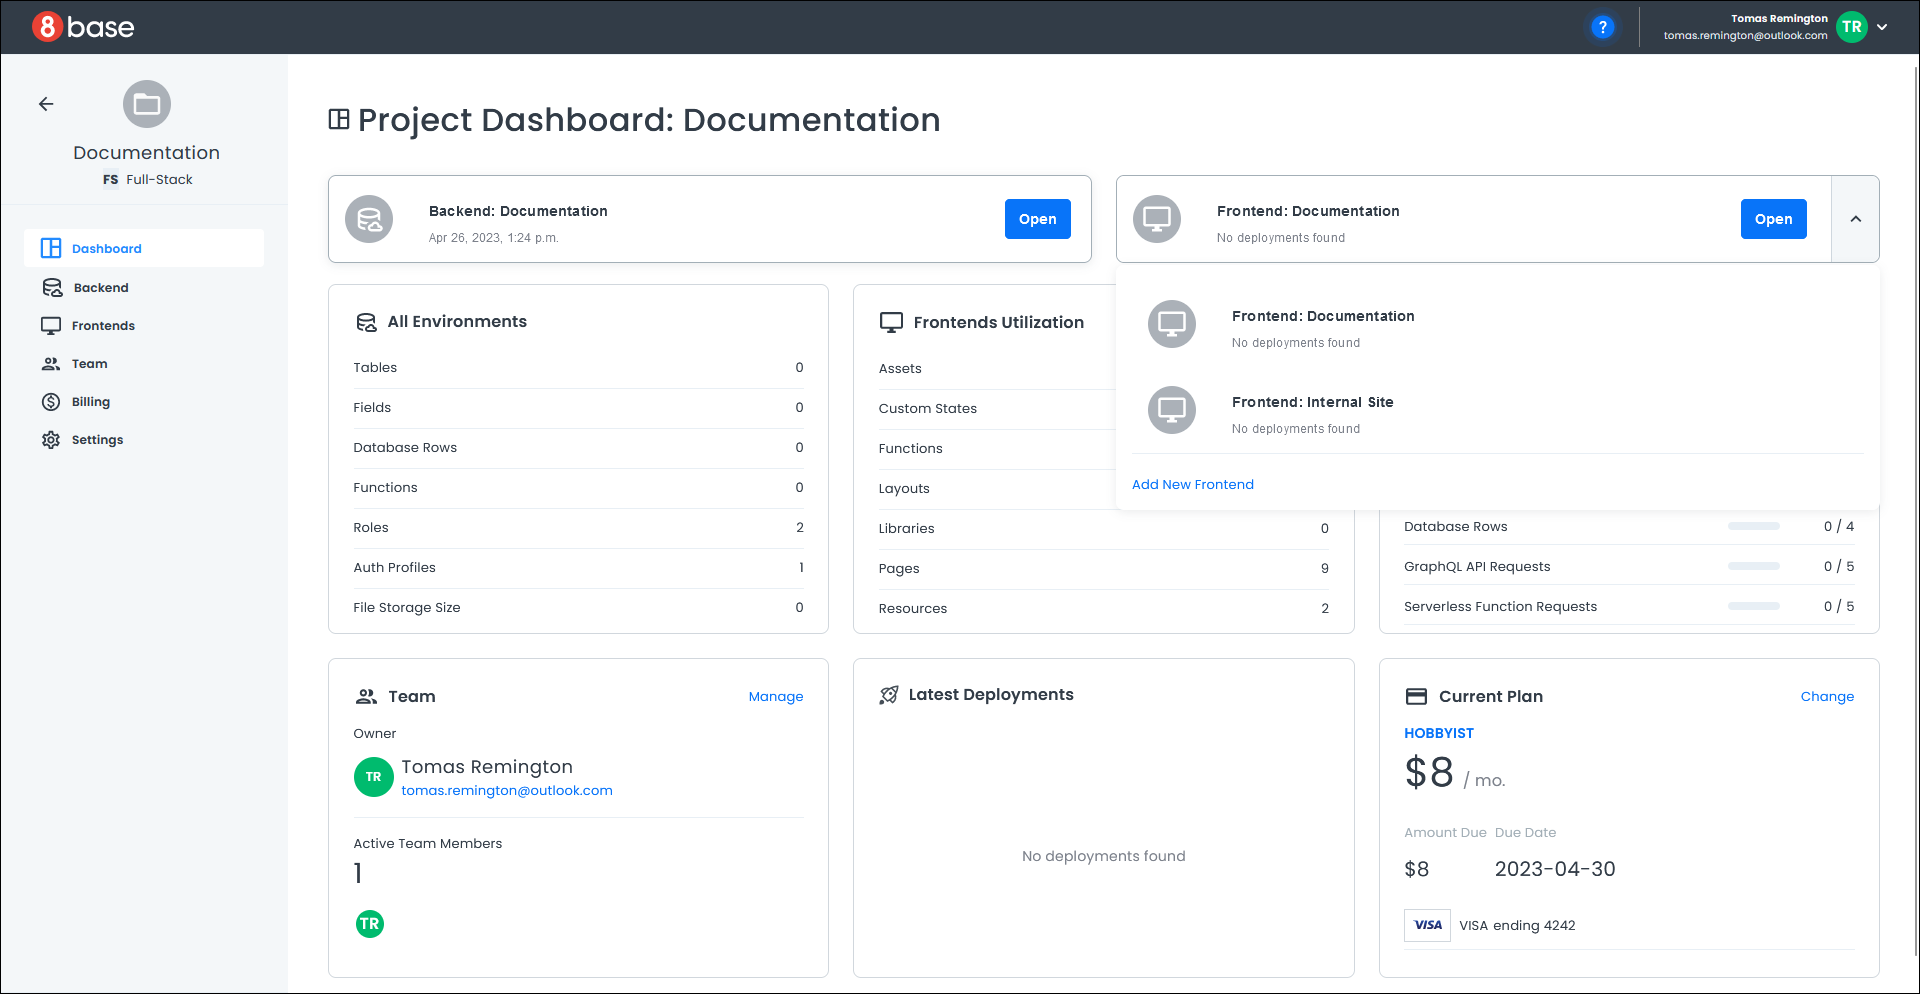 8base
?
Tomas Remington
tomas.remington@outlook.com
TR
Documentation
FS Full-Stack
Dashboard
Backend
Frontends
Team
Billing
Settings
Project Dashboard: Documentation
Backend: Documentation
Apr 26, 2023, 1:24 p.m.
Open
Frontend: Documentation
No deployments found
Open
Frontend: Documentation
No deployments found
Frontend: Internal Site
No deployments found
Add New Frontend
All Environments
Tables 0
Fields 0
Database Rows 0
Functions 0
Roles 2
Auth Profiles 1
File Storage Size 0
Frontends Utilization
Assets
Custom States
Functions
Layouts
Libraries 0
Pages 9
Resources 2
Database Rows 0 / 4
GraphQL API Requests 0 / 5
Serverless Function Requests 0 / 5
Team
Manage
Owner
TR
Tomas Remington
tomas.remington@outlook.com
Active Team Members
1
TR
Latest Deployments
No deployments found
Current Plan
Change
HOBBYIST
$8 / mo.
Amount Due Due Date
$8 2023-04-30
VISA VISA ending 4242